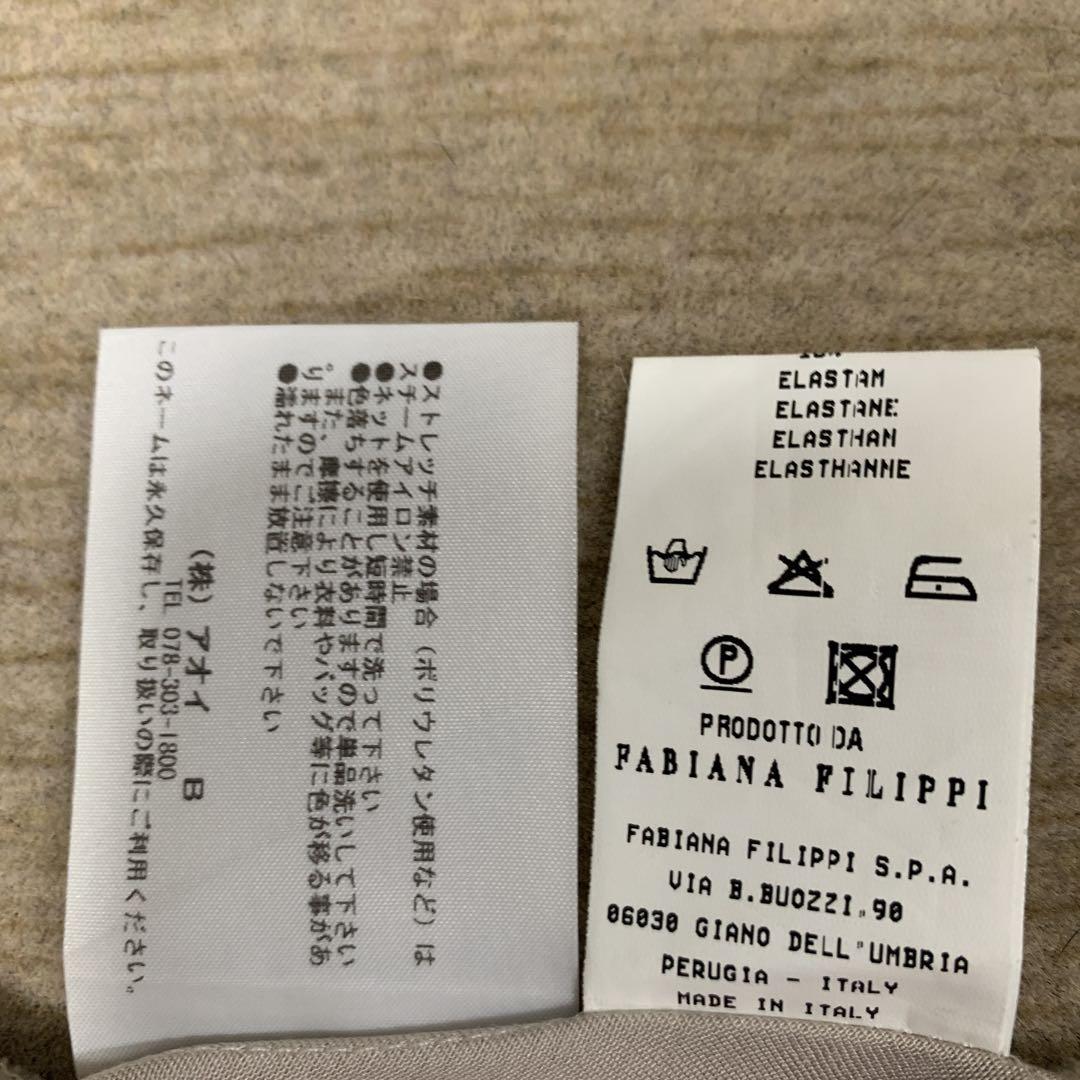 ●ストレッチ素材の場合（ポリウレタン使用など）は
スチームアイロン禁止
●ネットを使用し短時間で洗って下さい
●色落ちすることがありますので単品洗いして下さい
また、摩擦により衣料やバッグ等に色が移る事があ
りますのでご注意下さい。
●濡れたまま放送しないで下さい
（株）アオイ　B
TEL 078-303-1800
このネームは永久保存し、取り扱いの際にご利用ください。
ELASTAM
ELASTANE
ELASTHAN
ELASTHANNE
P
PRODOTTO DA
FABIANA FILIPPI
FABIANA FILIPPI S.P.A.
VIA B.BUOZZI,90
06030 GIANO DELL'UMBRIA
PERUGIA - ITALY
MADE IN ITALY